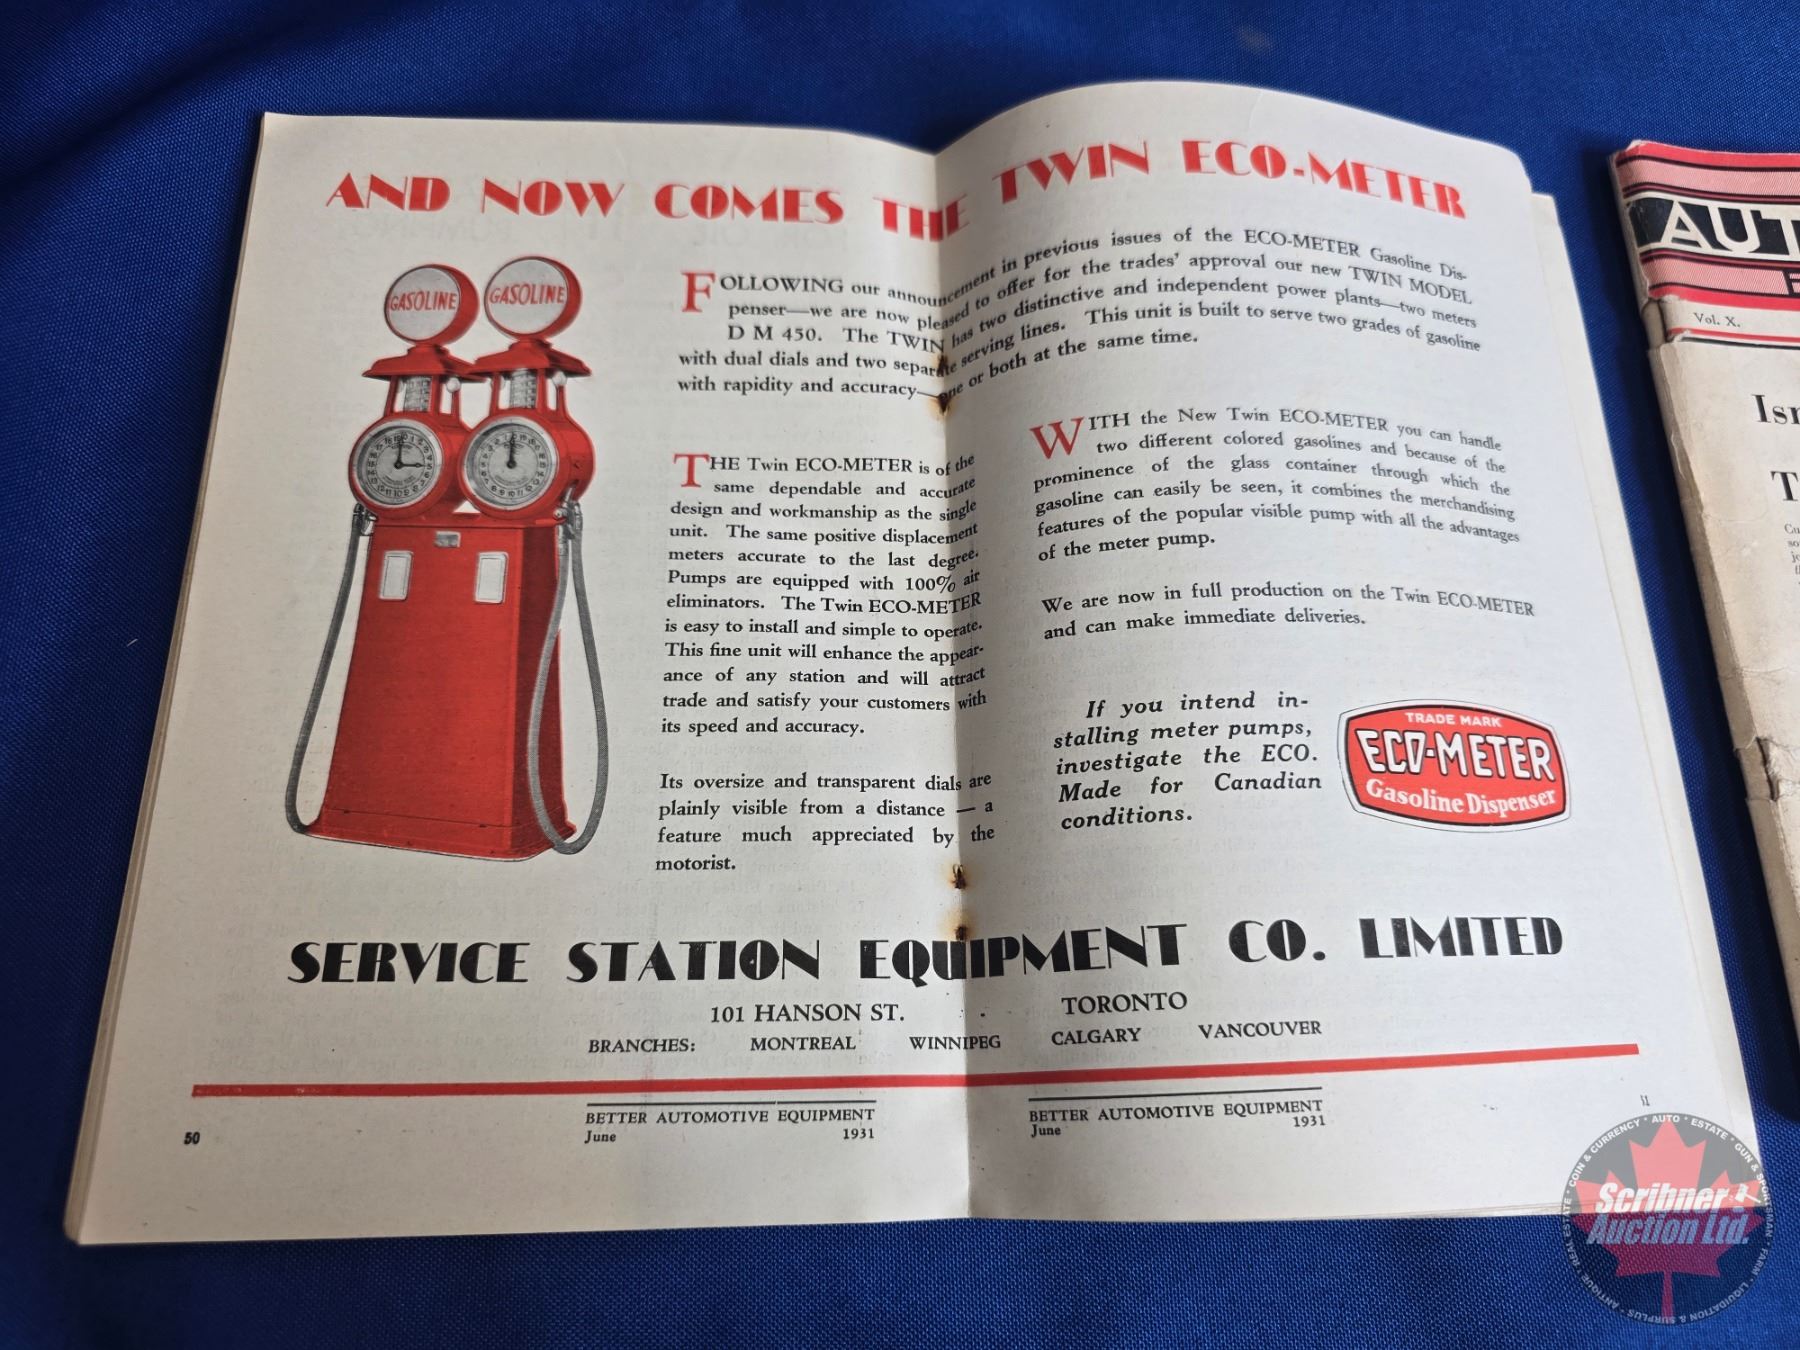 AND NOW COMES THE TWIN ECO-METER
GASOLINE GASOLINE
FOLLOWING our announcement in previous issues of the ECO-METER Gasoline Dis-
penser—we are now pleased to offer for the trades' approval our new TWIN MODEL
D M 450. The TWIN has two distinctive and independent power plants—two meters
with dual dials and two separate serving lines. This unit is built to serve two grades of gasoline
with rapidity and accuracy—one or both at the same time.
THE Twin ECO-METER is of the
same dependable and accurate
design and workmanship as the single
unit. The same positive displacement
meters accurate to the last degree.
Pumps are equipped with 100% air
eliminators. The Twin ECO-METER
is easy to install and simple to operate.
This fine unit will enhance the appear-
ance of any station and will attract
trade and satisfy your customers with
its speed and accuracy.
Its oversize and transparent dials are
plainly visible from a distance — a
feature much appreciated by the
motorist.
WITH the New Twin ECO-METER you can handle
two different colored gasolines and because of the
prominence of the glass container through which the
gasoline can easily be seen, it combines the merchandising
features of the popular visible pump with all the advantages
of the meter pump.
We are now in full production on the Twin ECO-METER
and can make immediate deliveries.
If you intend in-
stalling meter pumps,
investigate the ECO.
Made for Canadian
conditions.
TRADE MARK
ECO-METER
Gasoline Dispenser
SERVICE STATION EQUIPMENT CO. LIMITED
101 HANSON ST. - TORONTO
BRANCHES: MONTREAL WINNIPEG CALGARY VANCOUVER
BETTER AUTOMOTIVE EQUIPMENT
June 1931
50
BETTER AUTOMOTIVE EQUIPMENT
June 1931
Vol. X.
COIN & CURRENCY · AUTO · ESTATE · GUN & SPORTSMAN · FARM · LIQUIDATION & SURPLUS · ANTIQUE REAL ESTATE
Scribner
Auction Ltd.